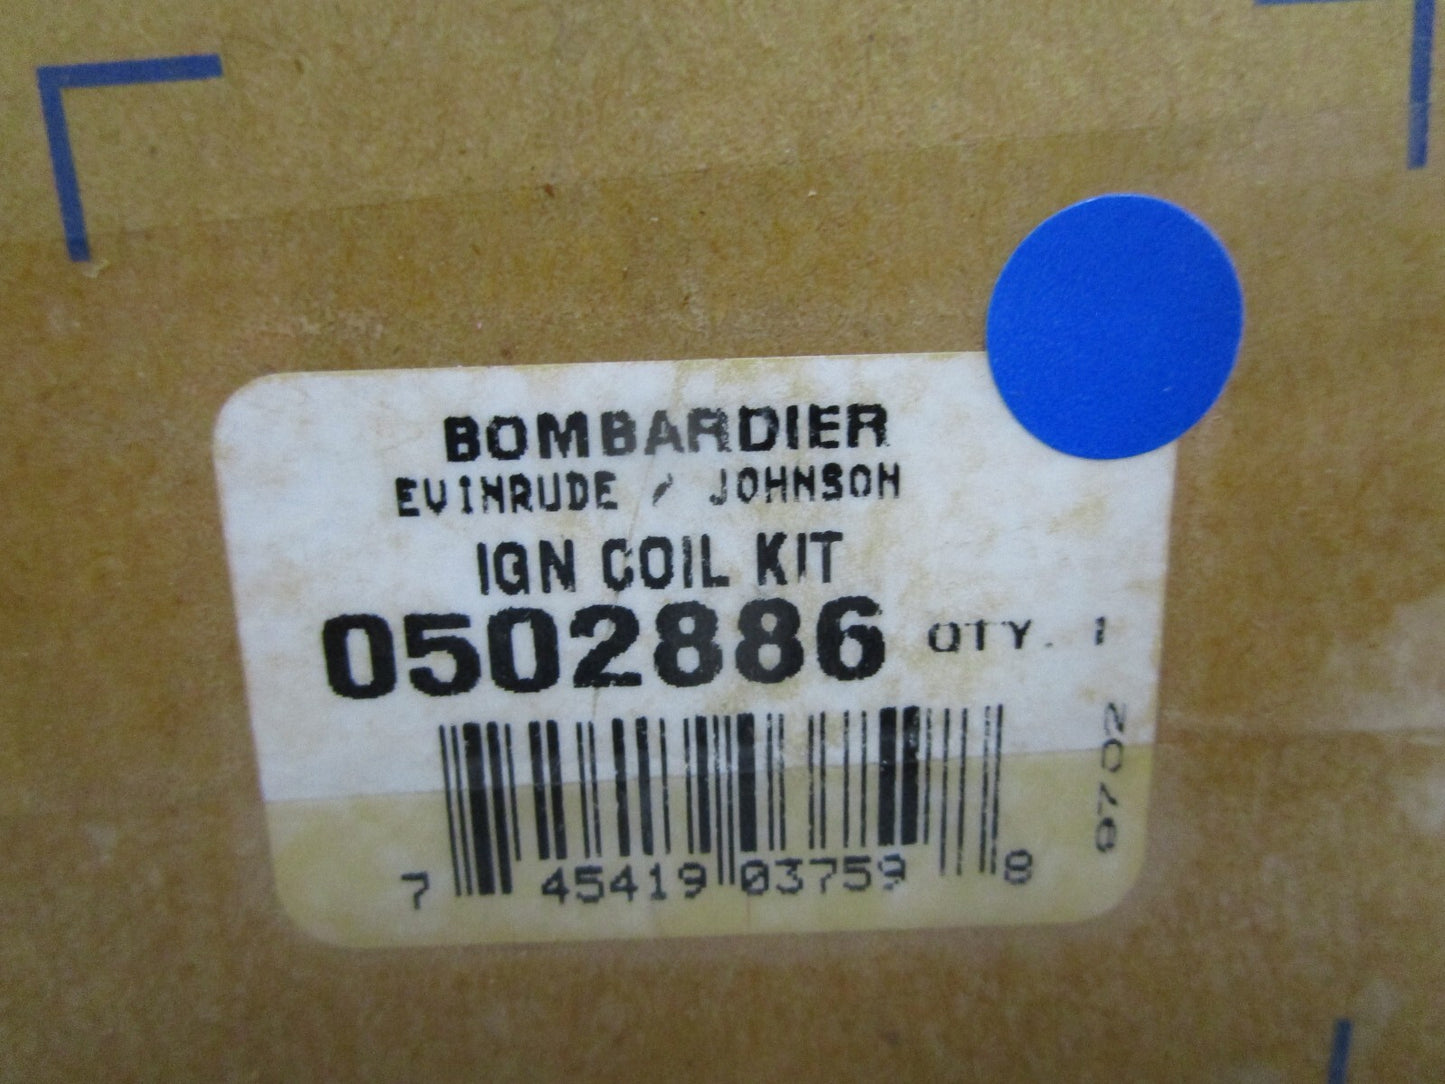 BOMBARDIER
EVINRUDE / JOHNSON
IGN COIL KIT
0502886 QTY. 1
7 45419 03759 8
9702